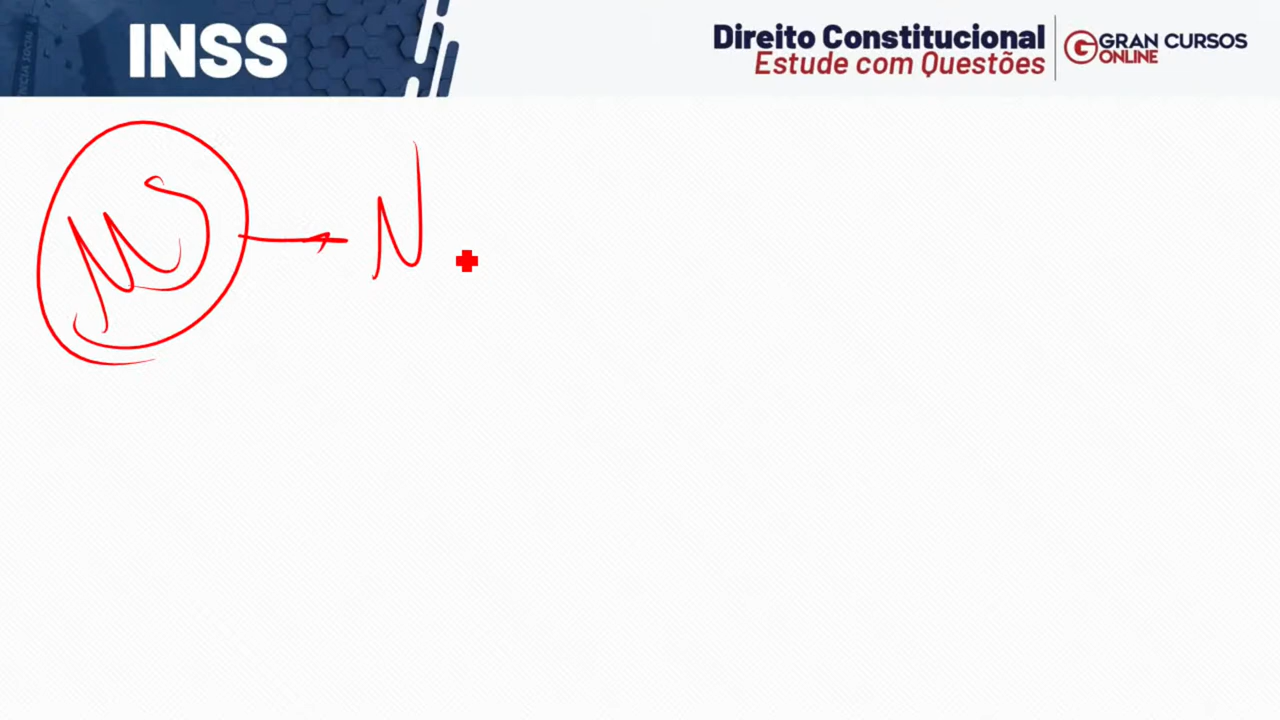 INSS
Direito Constitucional
Estude com Questões
GRAN CURSOS
ONLINE
MS → N